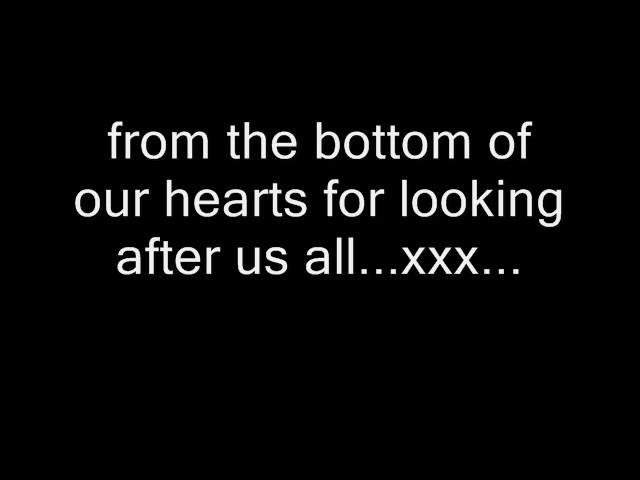 from the bottom of
our hearts for looking
after us all...xxx...